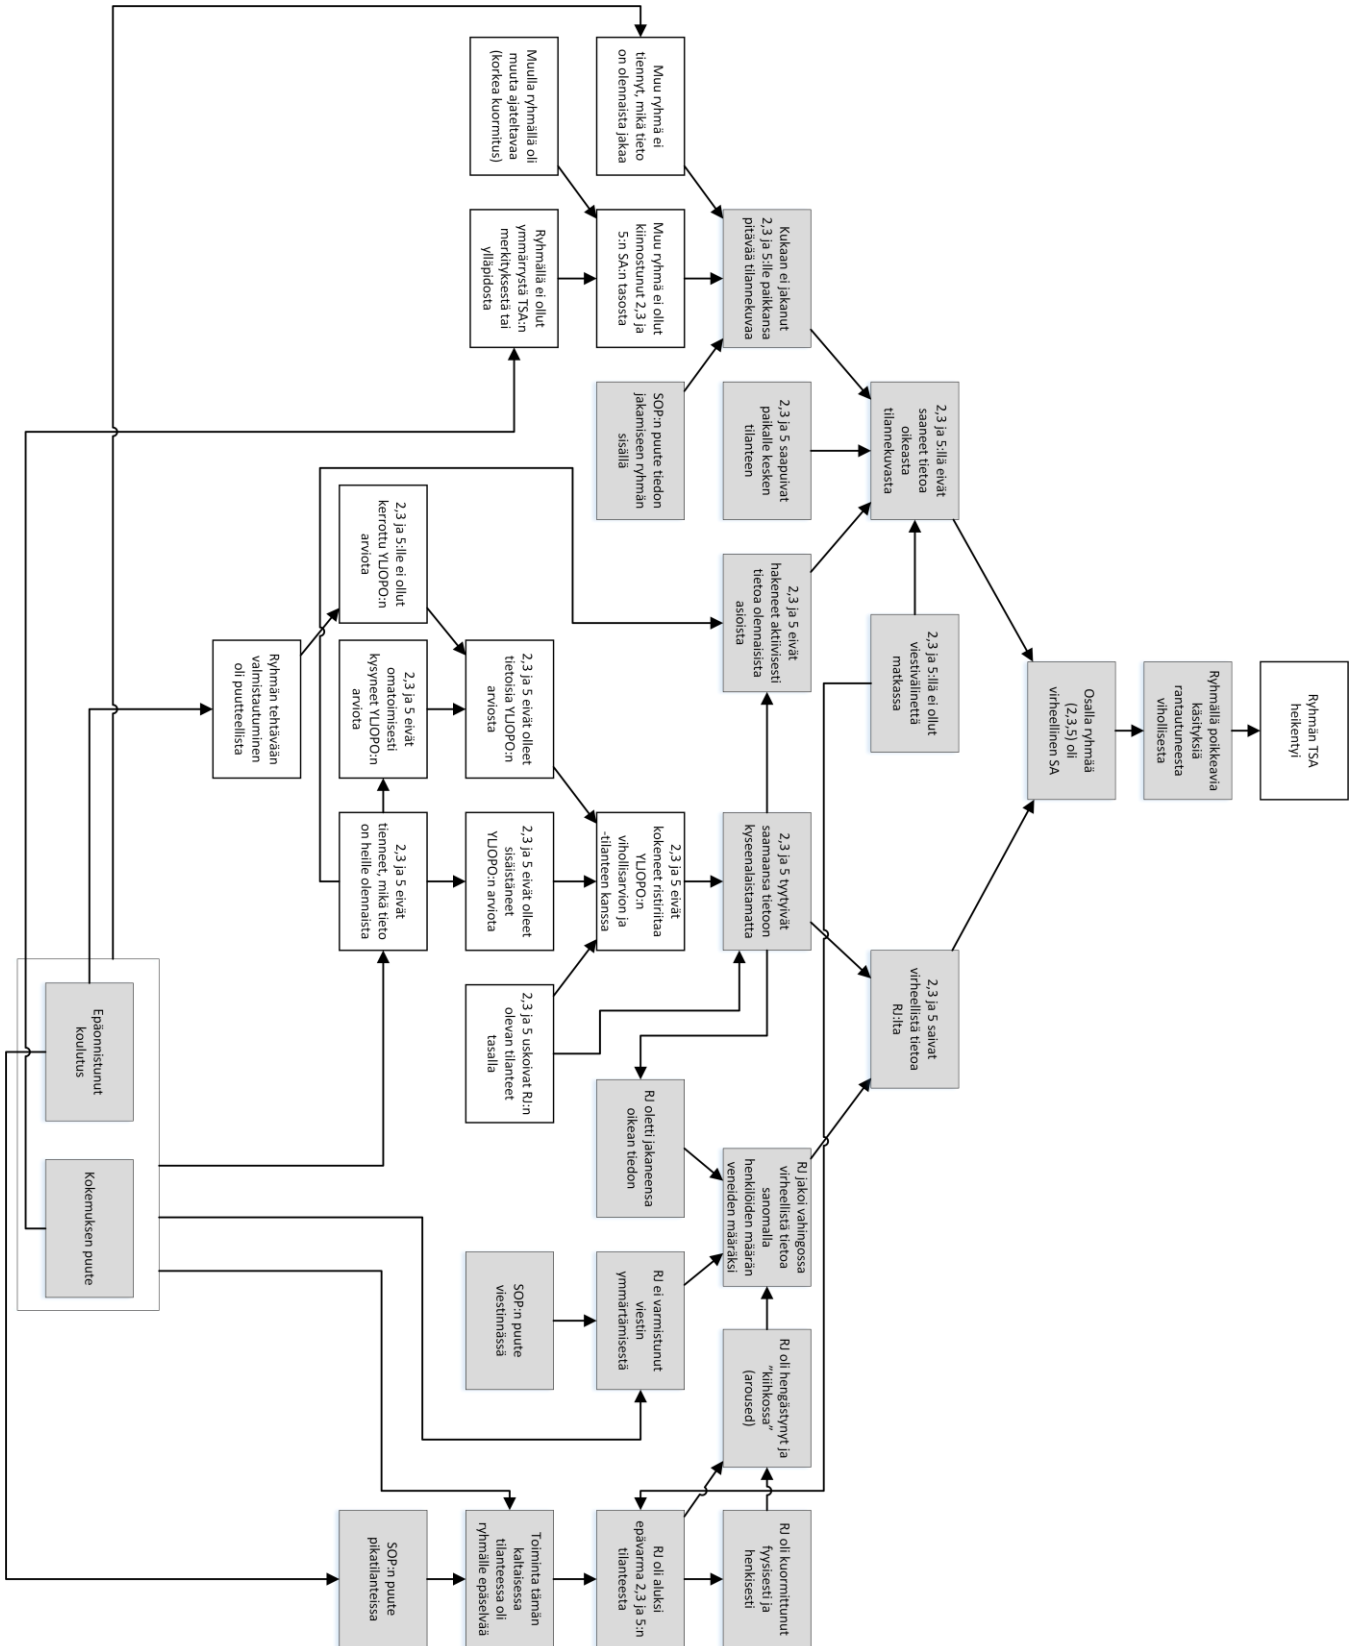 Ryhmän TSA
heikentyi
Ryhmällä poikkeavia
käsityksiä
rantautuneesta
vihollisesta
Osalla ryhmää
(2,3,5) oli
virheellinen SA
2,3 ja 5:llä eivät
saaneet tietoa
oikeasta
tilannekuvasta
2,3 ja 5:llä ei ollut
viestivälinettä
matkassa
2,3 ja 5 saivat
virheellistä tietoa
RJ:lta
Kukaan ei jakanut
2,3 ja 5:lle paikkansa
pitävää tilannekuvaa
2,3 ja 5 saapuivat
paikalle kesken
tilanteen
2,3 ja 5 eivät
hakeneet aktiivisesti
tietoa olennaisista
asioista
2,3 ja 5 tyytyivät
saamaansa tietoon
kyseenalaistamatta
RJ jakoi vahingossa
virheellistä tietoa
sanomalla
henkilöiden määrän
veneiden määräksi
RJ oli hengästynyt ja
”kiihkossa”
(aroused)
RJ oli kuormittunut
fyysisesti ja
henkisesti
Muu ryhmä ei
tiennyt, mikä tieto
on olennaista jakaa
Muu ryhmä ei ollut
kiinnostunut 2,3 ja
5:n SA:n tasosta
SOP:n puute tiedon
jakamiseen ryhmän
sisällä
2,3 ja 5 eivät
kokeneet ristiriitaa
YLJOPO:n
vihollisarvion ja
-tilanteen kanssa
RJ oletti jakaneensa
oikean tiedon
RJ ei varmistunut
viestin
ymmärtämisestä
RJ oli aluksi
epävarma 2,3 ja 5:n
tilanteesta
Muulla ryhmällä oli
muuta ajateltavaa
(korkea kuormitus)
Ryhmällä ei ollut
ymmärrystä TSA:n
merkityksestä tai
ylläpidosta
2,3 ja 5 eivät olleet
tietoisia YLJOPO:n
arviosta
2,3 ja 5 eivät olleet
sisäistäneet
YLJOPO:n arviota
2,3 ja 5 uskoivat RJ:n
olevan tilanteet
tasalla
SOP:n puute
viestinnässä
Toiminta tämän
kaltaisessa
tilanteessa oli
ryhmälle epäselvää
2,3 ja 5:lle ei ollut
kerrottu YLJOPO:n
arviota
2,3 ja 5 eivät
omatoimisesti
kysyneet YLJOPO:n
arviota
2,3 ja 5 eivät
tienneet, mikä tieto
on heille olennaista
SOP:n puute
pikatilanteissa
Ryhmän tehtävään
valmistautuminen
oli puutteellista
Epäonnistunut
koulutus
Kokemuksen puute